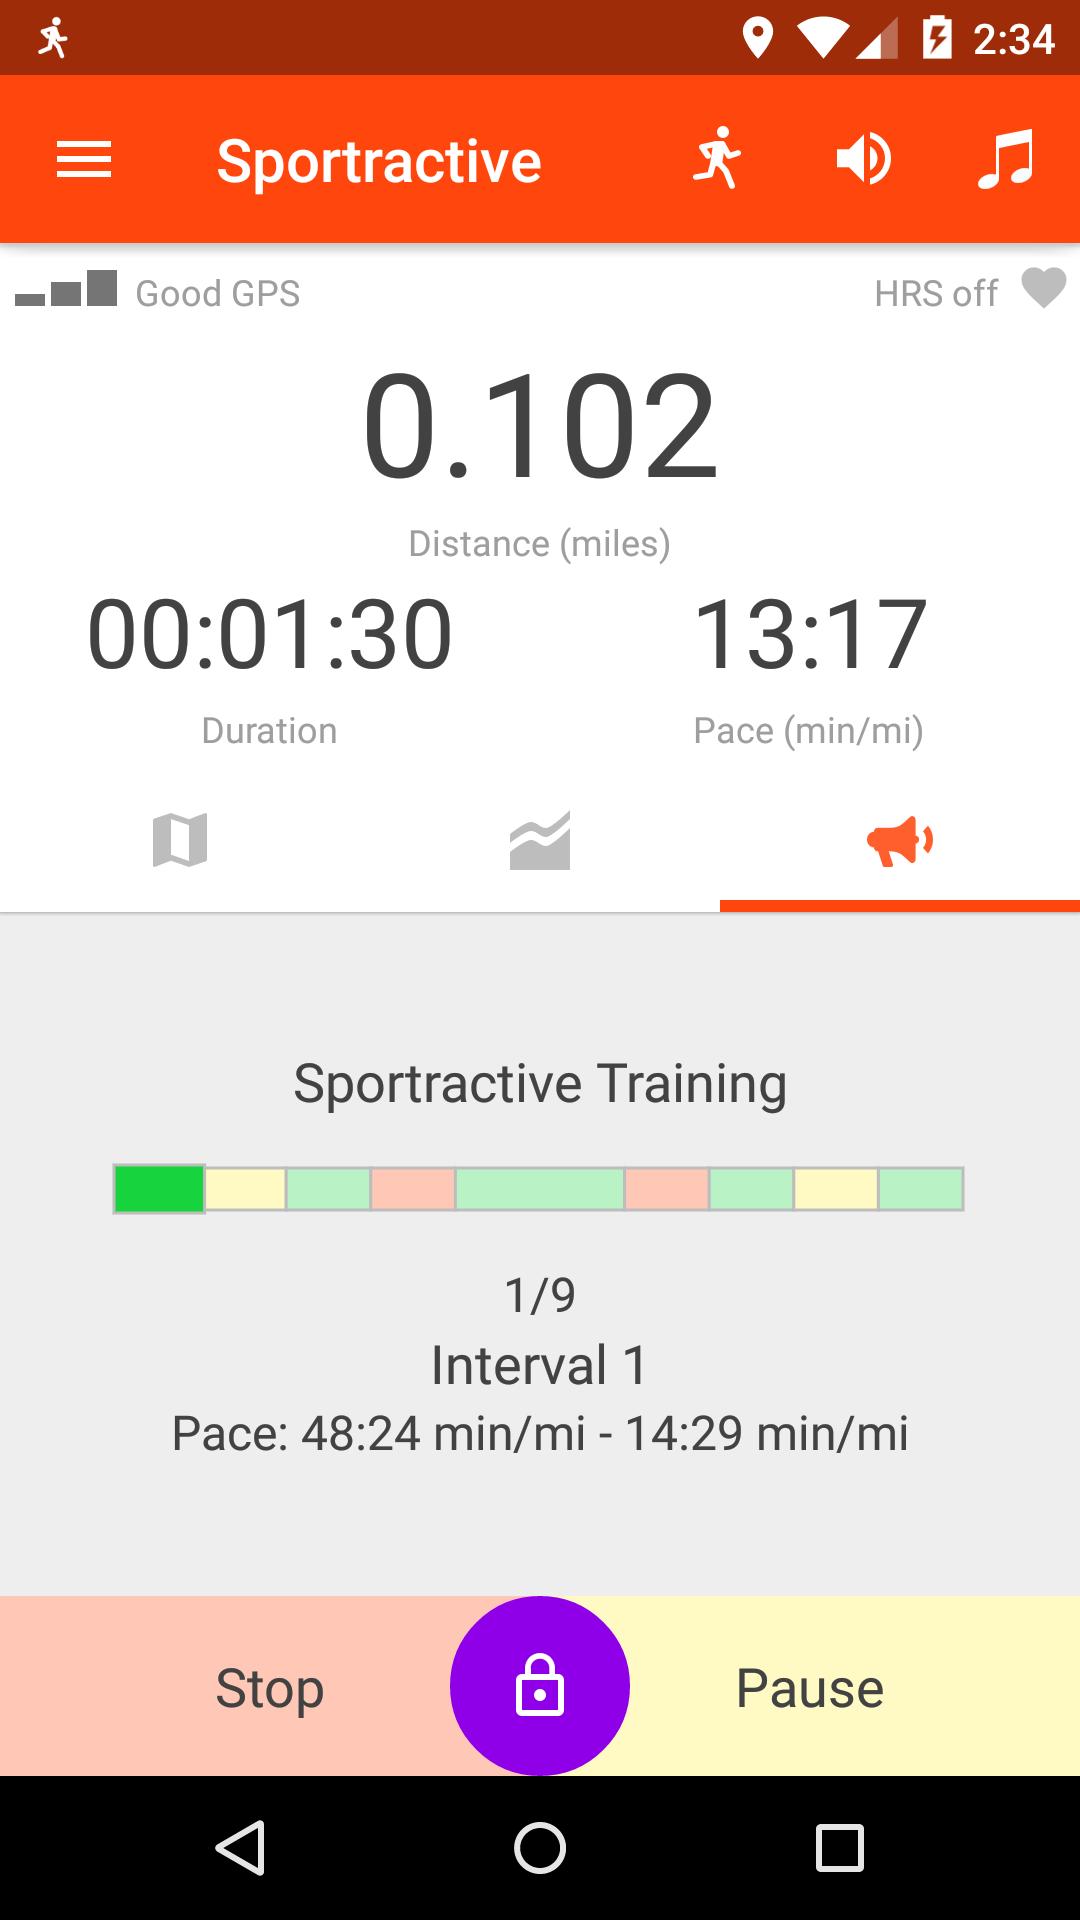 2:34
Sportractive
Good GPS
HRS off
0.102
Distance (miles)
00:01:30
13:17
Duration
Pace (min/mi)
Sportractive Training
1/9
Interval 1
Pace: 48:24 min/mi - 14:29 min/mi
Stop
Pause